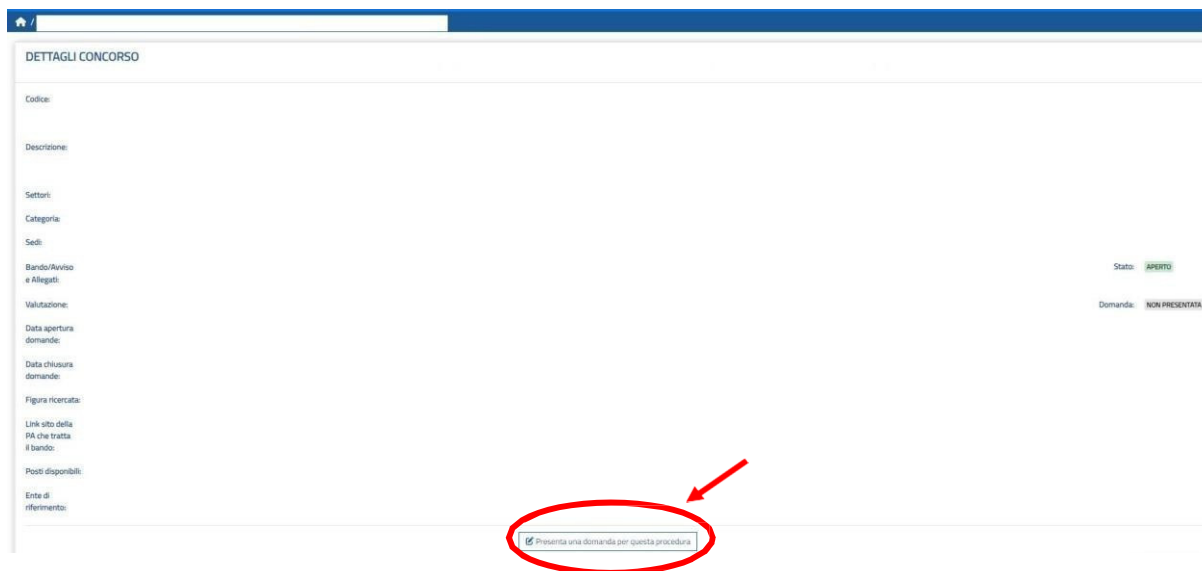 /
DETTAGLI CONCORSO
Codice:
Descrizione:
Settori:
Categoria:
Sedi:
Bando/Avviso
e Allegati:
Stato: APERTO
Valutazione:
Domanda: NON PRESENTATA
Data apertura
domande:
Data chiusura
domande:
Figura ricercata:
Link sito della
PA che tratta
il bando:
Posti disponibili:
Ente di
riferimento:
Presenta una domanda per questa procedura